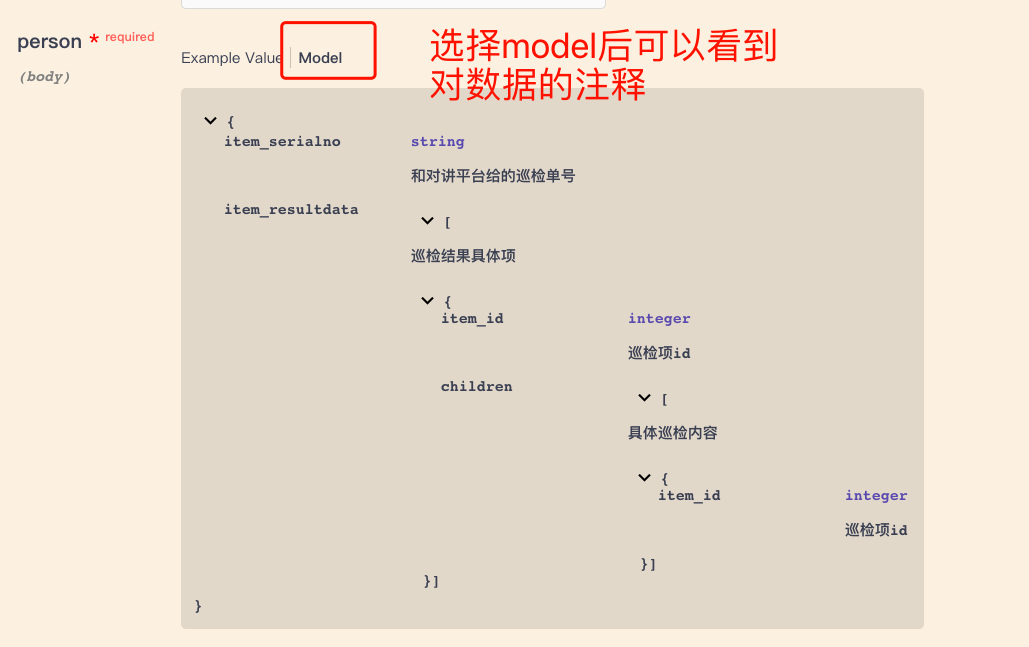 person * required
(body)
Example Value
Model
选择model后可以看到
对数据的注释
{
item_serialno string
和对讲平台给的巡检单号
item_resultdata
[
巡检结果具体项
{
item_id integer
巡检项id
children
[
具体巡检内容
{
item_id integer
巡检项id
}]
}]
}